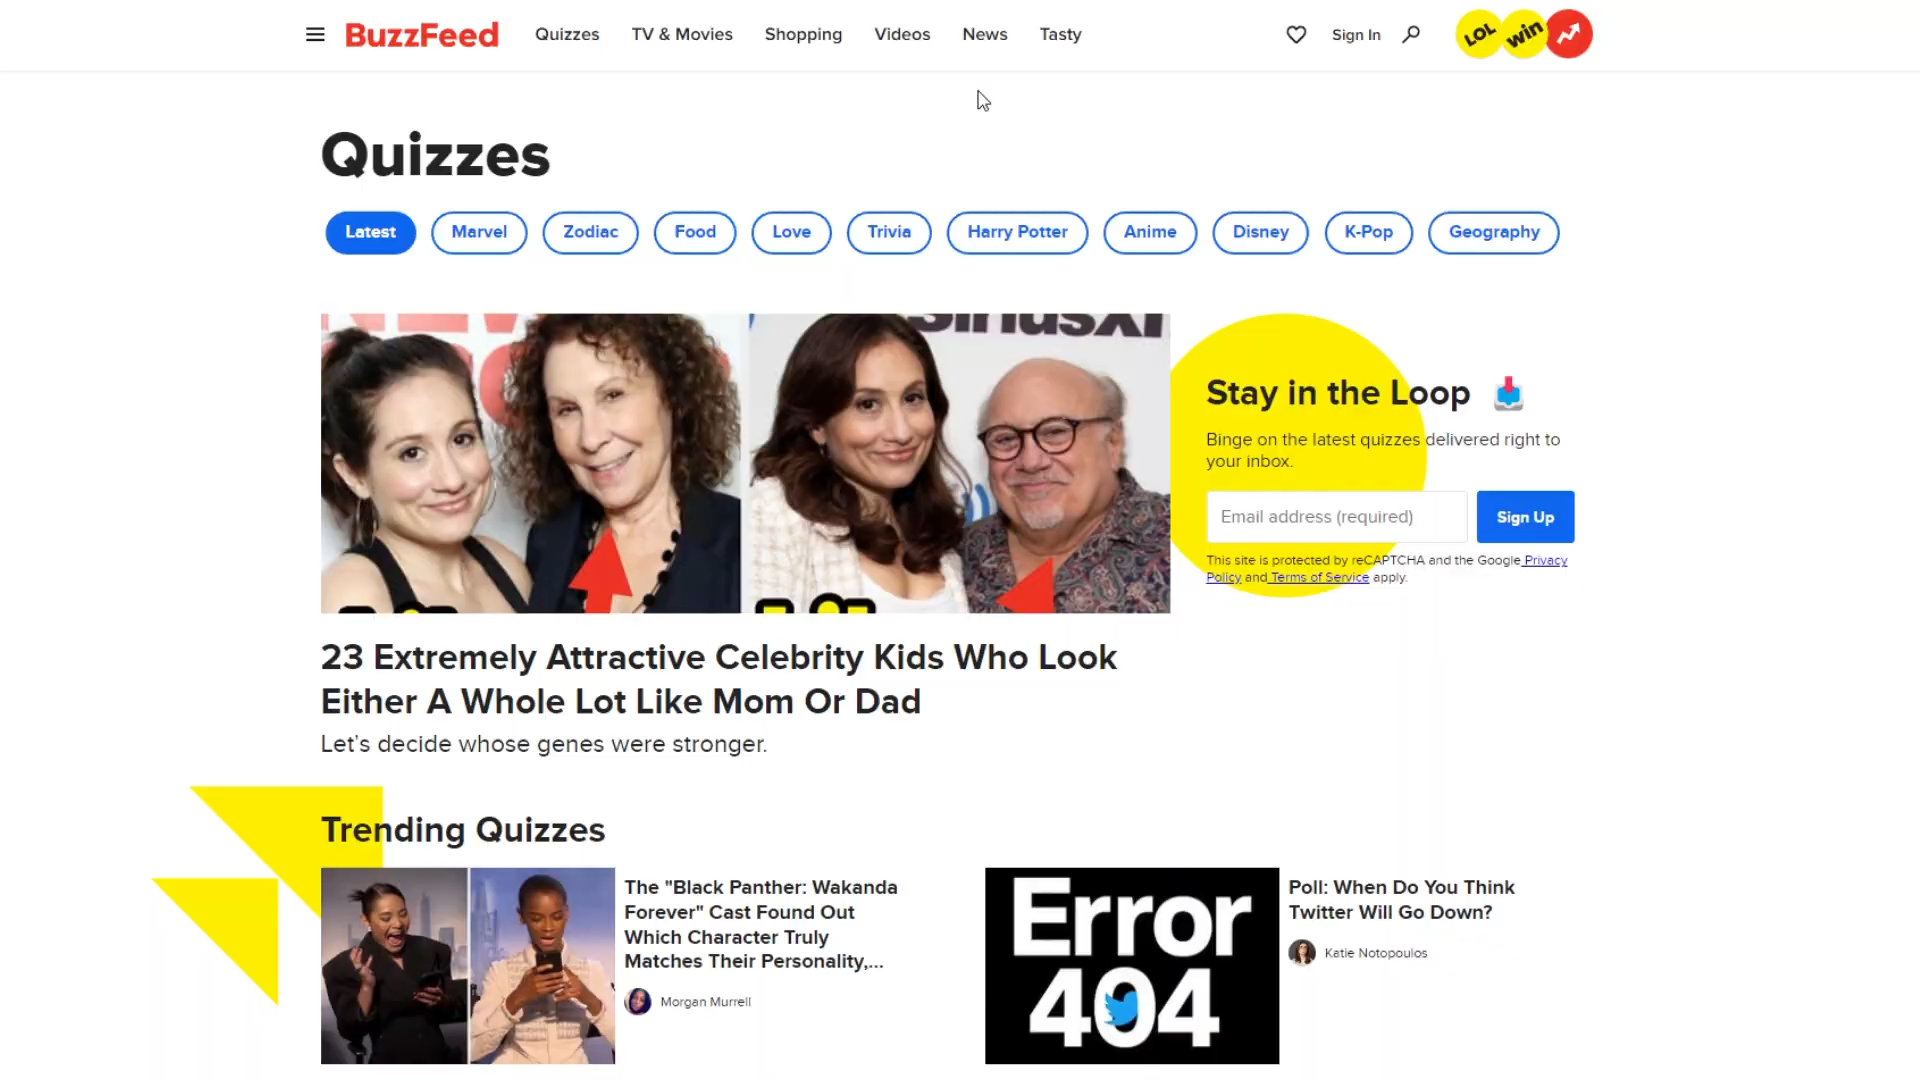 BuzzFeed
Quizzes
TV & Movies
Shopping
Videos
News
Tasty
Sign In
LOL
win
Quizzes
Latest
Marvel
Zodiac
Food
Love
Trivia
Harry Potter
Anime
Disney
K-Pop
Geography
Stay in the Loop
Binge on the latest quizzes delivered right to
your inbox.
Email address (required)
Sign Up
This site is protected by reCAPTCHA and the Google Privacy
Policy and Terms of Service apply.
23 Extremely Attractive Celebrity Kids Who Look
Either A Whole Lot Like Mom Or Dad
Let's decide whose genes were stronger.
Trending Quizzes
The "Black Panther: Wakanda
Forever" Cast Found Out
Which Character Truly
Matches Their Personality,...
Morgan Murrell
Error
404
Poll: When Do You Think
Twitter Will Go Down?
Katie Notopoulos